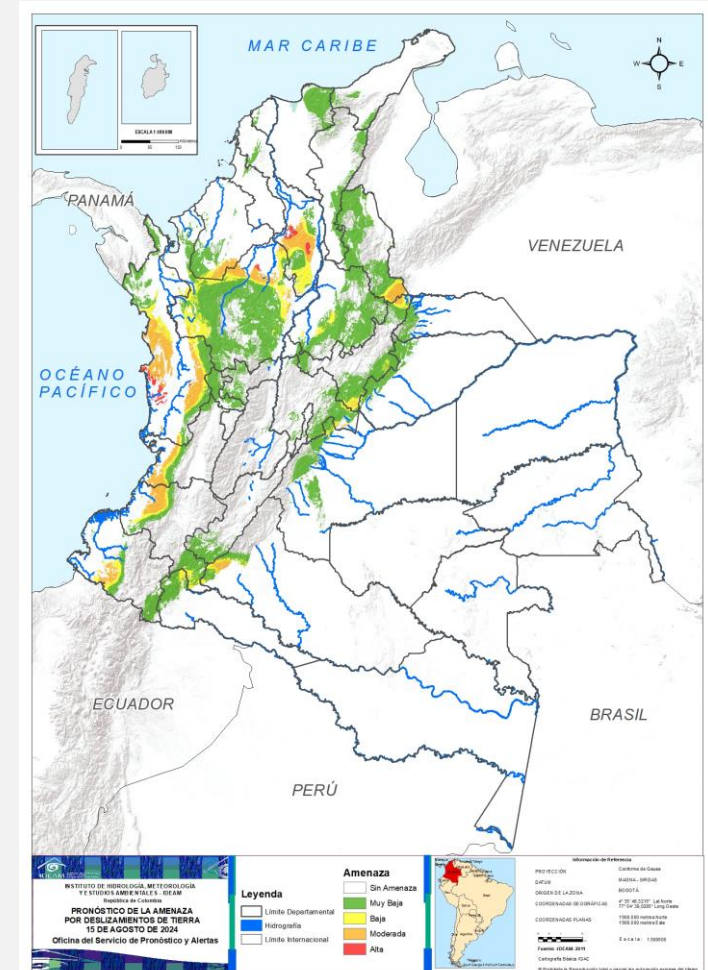 MAR CARIBE
N
W
E
S
PANAMÁ
VENEZUELA
OCÉANO
PACÍFICO
ECUADOR
BRASIL
PERÚ
IDEAM
INSTITUTO DE HIDROLOGÍA, METEOROLOGÍA
Y ESTUDIOS AMBIENTALES - IDEAM
República de Colombia
PRONÓSTICO DE LA AMENAZA
POR DESLIZAMIENTOS DE TIERRA
15 DE AGOSTO DE 2024
Oficina del Servicio de Pronóstico y Alertas
Leyenda
Límite Departamental
Hidrografía
Límite Internacional
Amenaza
Sin Amenaza
Muy Baja
Baja
Moderada
Alta
Información de Referencia
PROYECCIÓN
Conforme de Gauss
DATUM
MAGNA - SIRGAS
ORIGEN DE LA ZONA
BOGOTÁ
COORDENADAS GEOGRÁFICAS
COORDENADAS PLANAS
Fuente: IDEAM 2011
Cartografía Básica IGAC